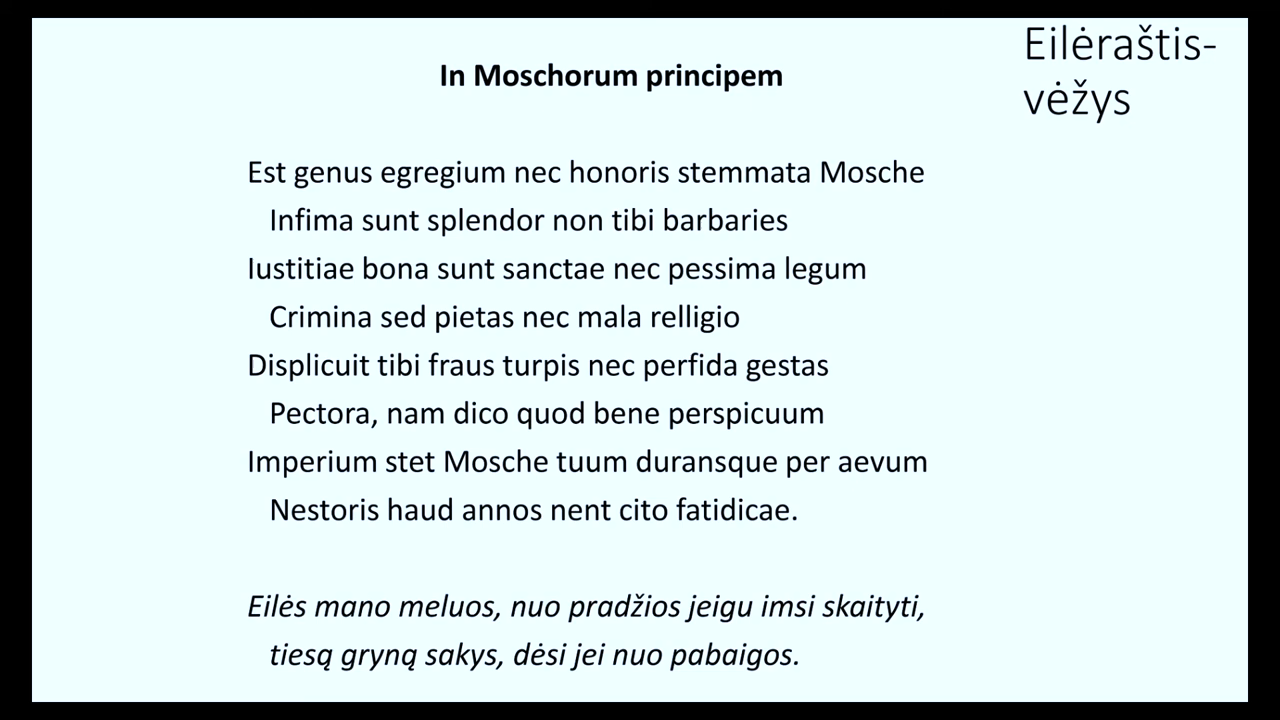 Eilėraštis-
vėžys
In Moschorum principem
Est genus egregium nec honoris stemmata Mosche
Infima sunt splendor non tibi barbaries
Iustitiae bona sunt sanctae nec pessima legum
Crimina sed pietas nec mala relligio
Displicuit tibi fraus turpis nec perfida gestas
Pectora, nam dico quod bene perspicuum
Imperium stet Mosche tuum duransque per aevum
Nestoris haud annos nent cito fatidicae.
Eilės mano meluos, nuo pradžios jeigu imsi skaityti,
tiesą gryną sakys, dėsi jei nuo pabaigos.